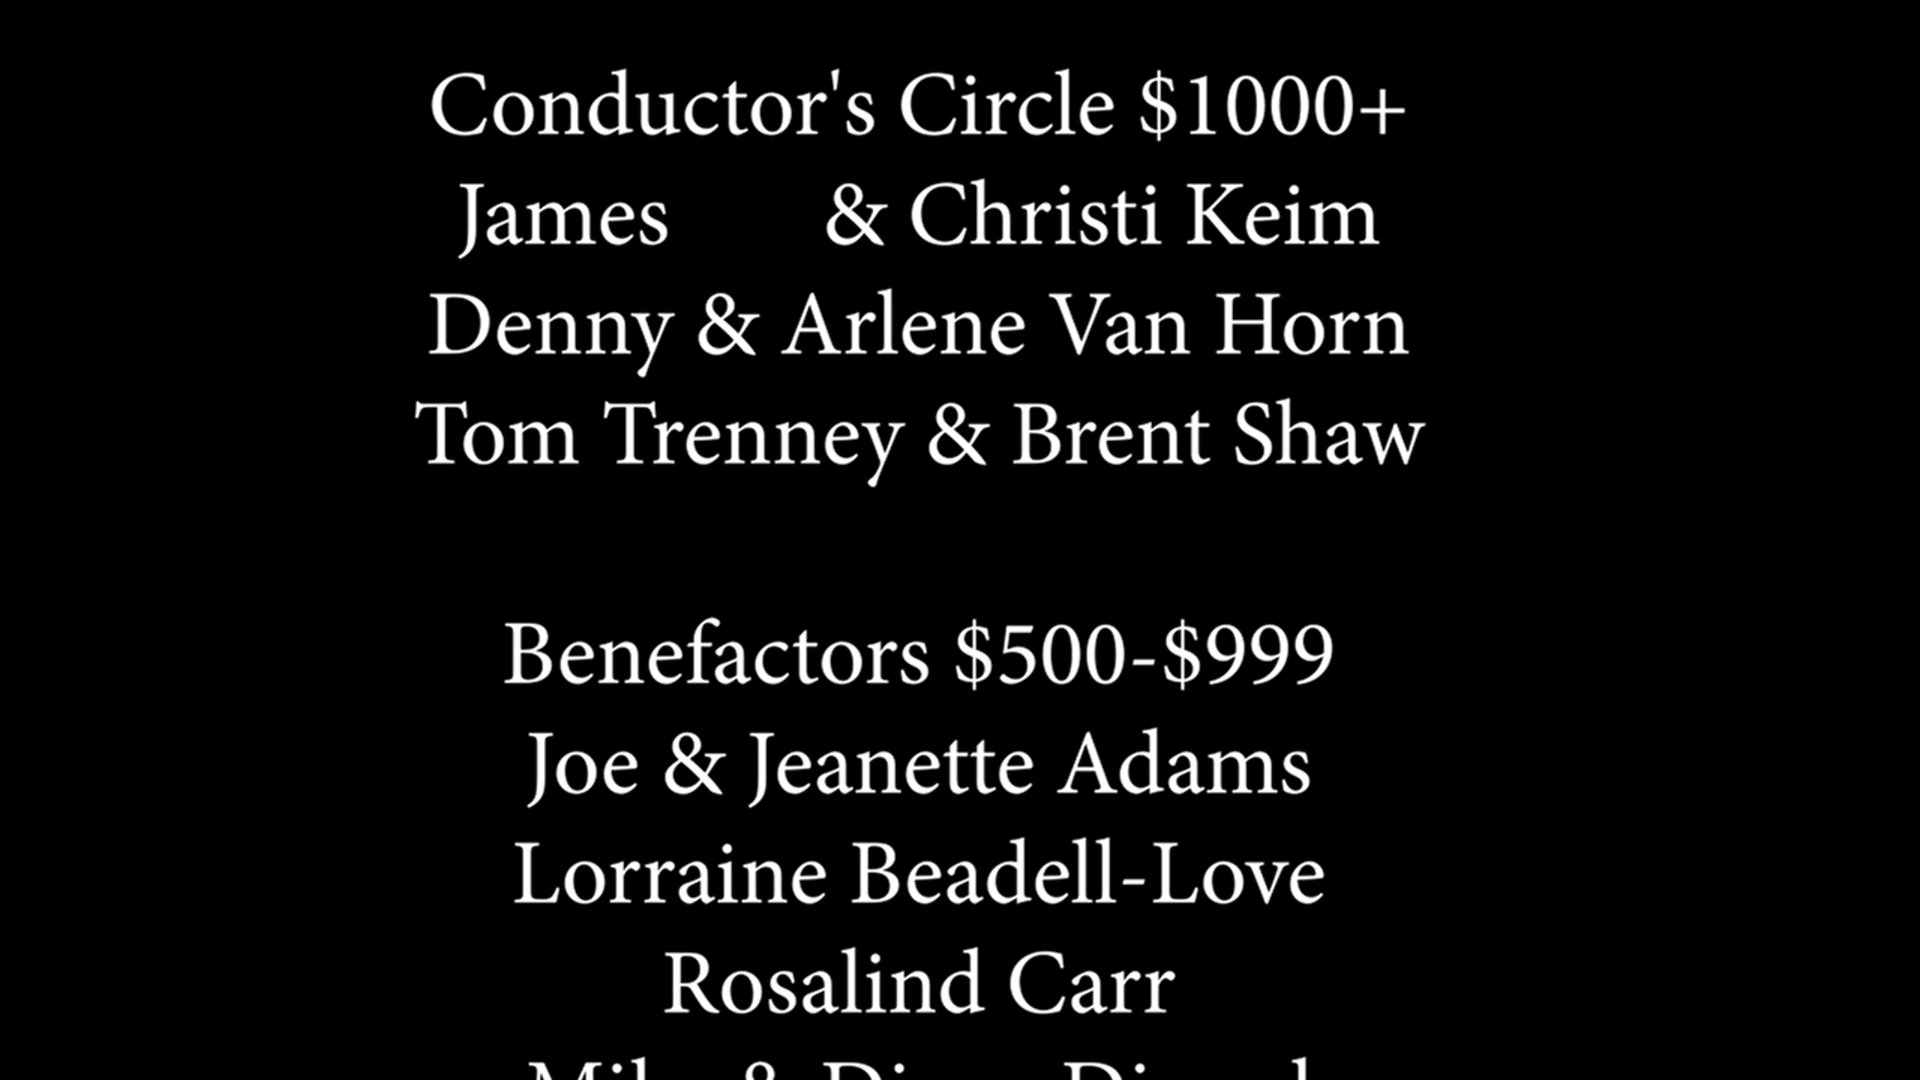 Conductor's Circle $1000+
James & Christi Keim
Denny & Arlene Van Horn
Tom Trenney & Brent Shaw
Benefactors $500-$999
Joe & Jeanette Adams
Lorraine Beadell-Love
Rosalind Carr